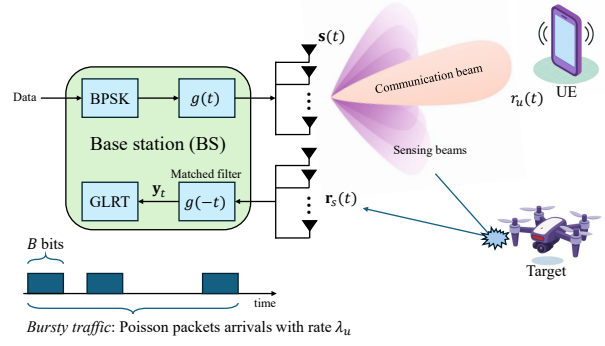 s(t)
Data
BPSK
g(t)
Communication beam
r_u(t)
UE
Base station (BS)
Sensing beams
GLRT
y_t
Matched filter
g(−t)
r_s(t)
B bits
Target
time
Bursty traffic: Poisson packets arrivals with rate λ_u